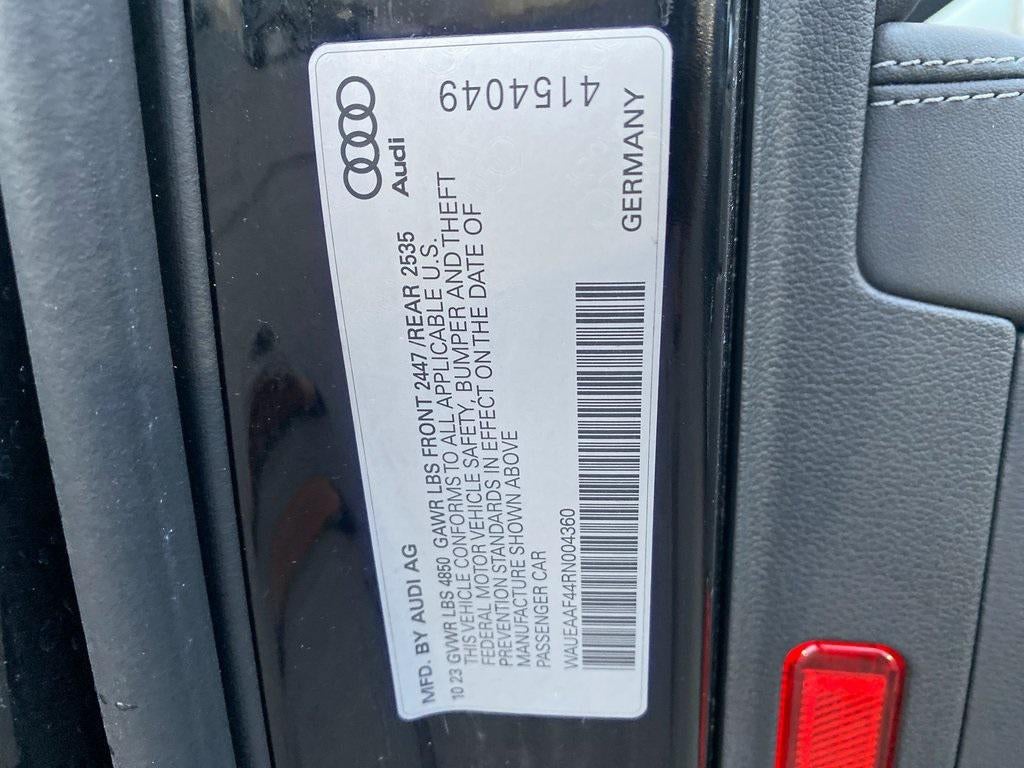 MFD. BY AUDI AG
10 23 GWVR LBS 4850 GAWR LBS FRONT 2447 /REAR 2535
THIS VEHICLE CONFORMS TO ALL APPLICABLE U.S.
FEDERAL MOTOR VEHICLE SAFETY, BUMPER AND THEFT
PREVENTION STANDARDS IN EFFECT ON THE DATE OF
MANUFACTURE SHOWN ABOVE
PASSENGER CAR
WAUEAAF44RN004360
Audi
4154049
GERMANY